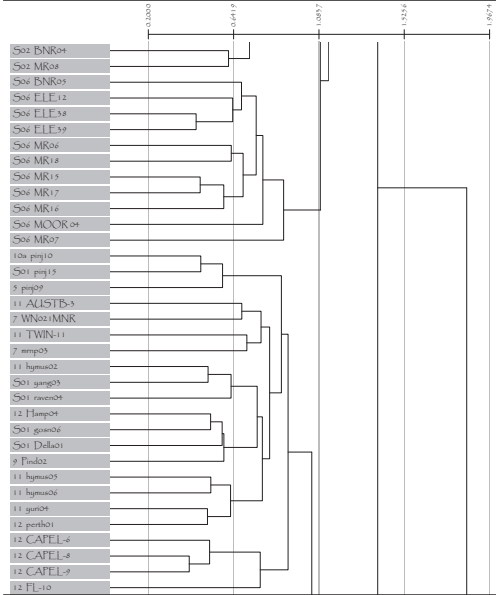 0.2000 0.6419 1.0837 1.5256 1.9674
S02 BNR04
S02 MR08
S06 BNR05
S06 ELE12
S06 ELE38
S06 ELE39
S06 MR06
S06 MR18
S06 MR15
S06 MR17
S06 MR16
S06 MOOR04
S06 MR07
10a pinj10
S01 pinj15
5 pinj09
11 AUSTB-3
7 WN021MNR
11 TWIN-11
7 mrnp03
11 hymus02
S01 yang03
S01 raven04
12 Hamp04
S01 gosn06
S01 Della01
9 Pind02
11 hymus05
11 hymus06
11 yuri04
12 perth01
12 CAPEL-6
12 CAPEL-8
12 CAPEL-9
12 FL-10